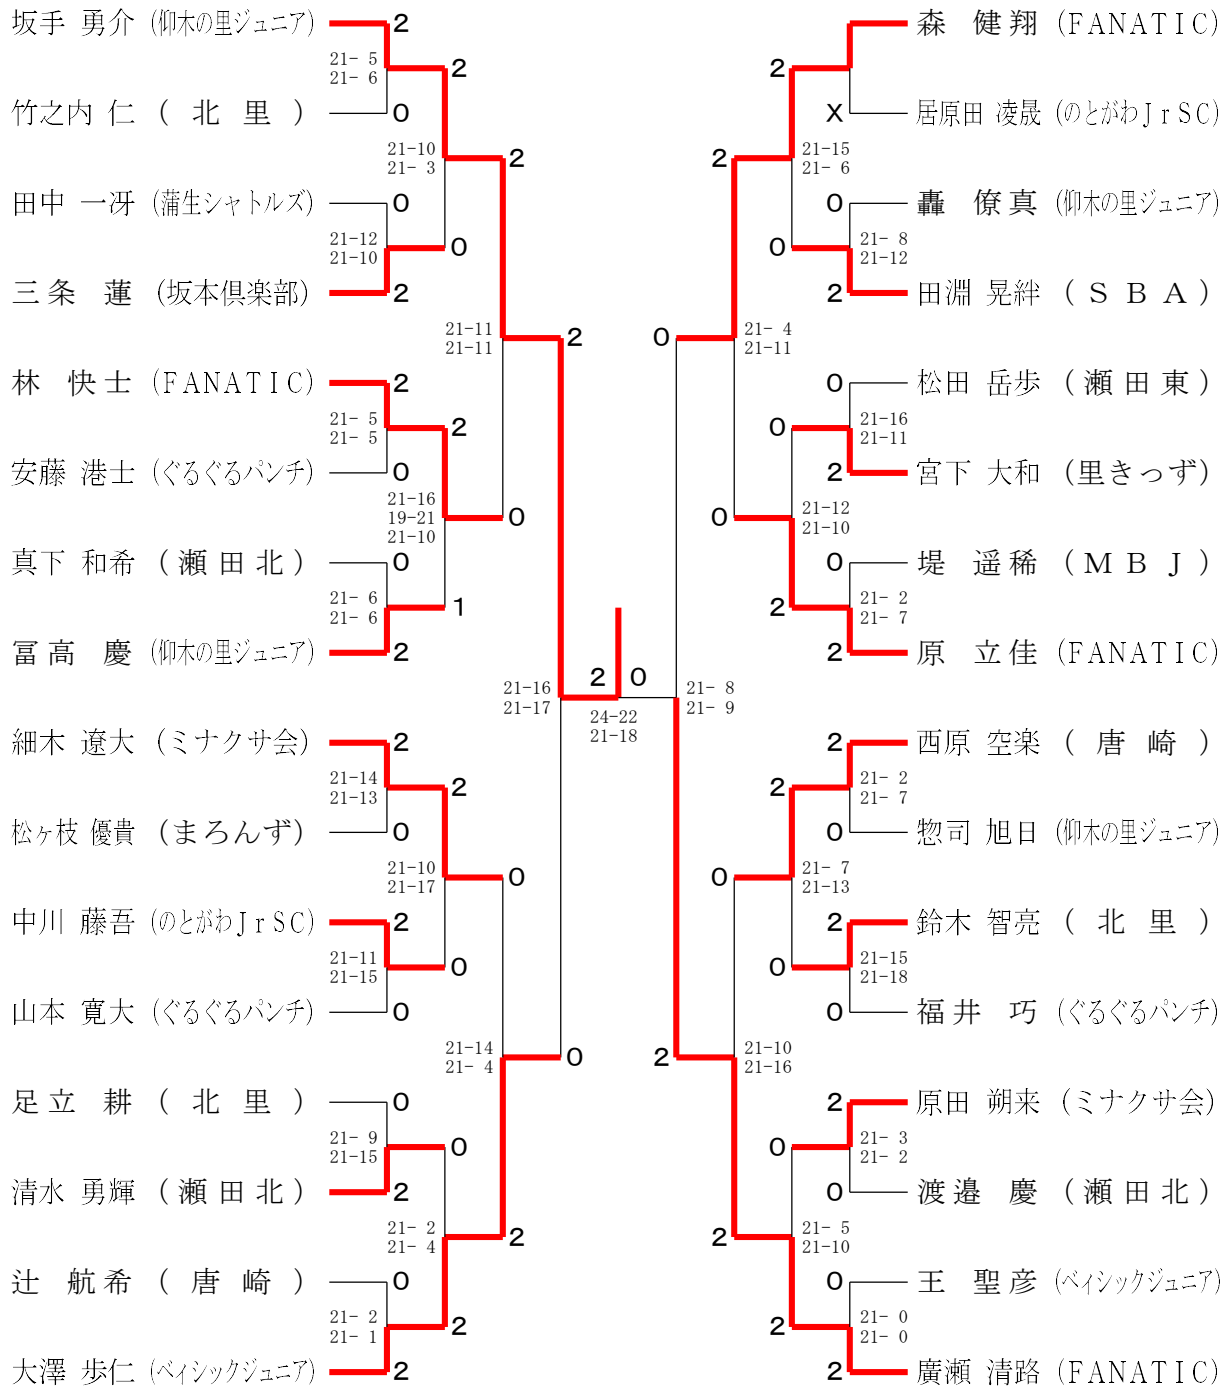 坂手 勇介 (仰木の里ジュニア) 2
21- 5
21- 6
2
竹之内 仁 ( 北 里 ) 0
21-10
21- 3
2
田中 一冴 (蒲生シャトルズ) 0
21-12
21-10
0
三条 蓮 (坂本倶楽部) 2
21-11
21-11
2
林 快士 (FANATIC) 2
21- 5
21- 5
2
安藤 港士 (ぐるぐるパンチ) 0
21-16
19-21
21-10
0
真下 和希 (瀬田北) 0
21- 6
21- 6
1
冨高 慶 (仰木の里ジュニア) 2
21-16
21-17
2 0
24-22
21-18
細木 遼大 (ミナクサ会) 2
21-14
21-13
2
松ヶ枝 優貴 (まろんず) 0
21-10
21-17
0
中川 藤吾 (のとがわJrSC) 2
21-11
21-15
0
山本 寛大 (ぐるぐるパンチ) 0
21-14
21- 4
0
足立 耕 ( 北 里 ) 0
21- 9
21-15
0
清水 勇輝 (瀬田北) 2
21- 2
21- 4
2
辻 航希 ( 唐 崎 ) 0
21- 2
21- 1
2
大澤 歩仁 (ベイシックジュニア) 2
森 健翔 (FANATIC)
2
X 居原田 凌晟 (のとがわJrSC)
2
21-15
21- 6
0 轟 僚真 (仰木の里ジュニア)
0
21- 8
21-12
2 田淵 晃絆 (SBA)
0
21- 4
21-11
0 松田 岳歩 (瀬田東)
0
21-16
21-11
2 宮下 大和 (里きっず)
0
21-12
21-10
0 堤 遥稀 (MBJ)
2
21- 2
21- 7
2 原 立佳 (FANATIC)
21- 8
21- 9
2 西原 空楽 ( 唐 崎 )
21- 2
21- 7
0 惣司 旭日 (仰木の里ジュニア)
0
21- 7
21-13
2 鈴木 智亮 ( 北 里 )
0
21-15
21-18
0 福井 巧 (ぐるぐるパンチ)
2
21-10
21-16
2 原田 朔来 (ミナクサ会)
0
21- 3
21- 2
0 渡邉 慶 (瀬田北)
2
21- 5
21-10
0 王 聖彦 (ベイシックジュニア)
2
21- 0
21- 0
2 廣瀬 清路 (FANATIC)